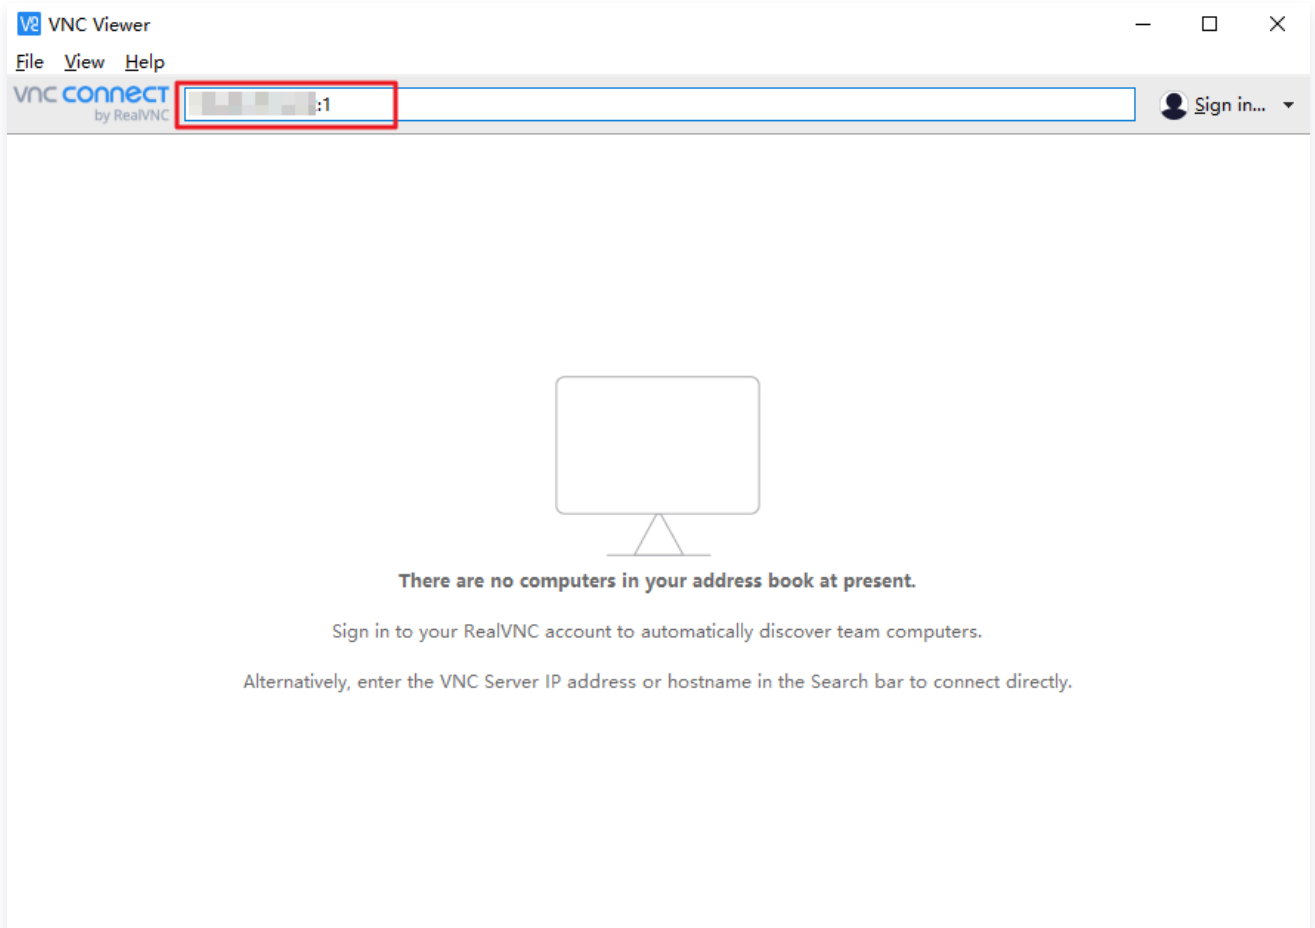 VNC Viewer
File View Help
vnc connect
by RealVNC
:1
Sign in...
There are no computers in your address book at present.
Sign in to your RealVNC account to automatically discover team computers.
Alternatively, enter the VNC Server IP address or hostname in the Search bar to connect directly.